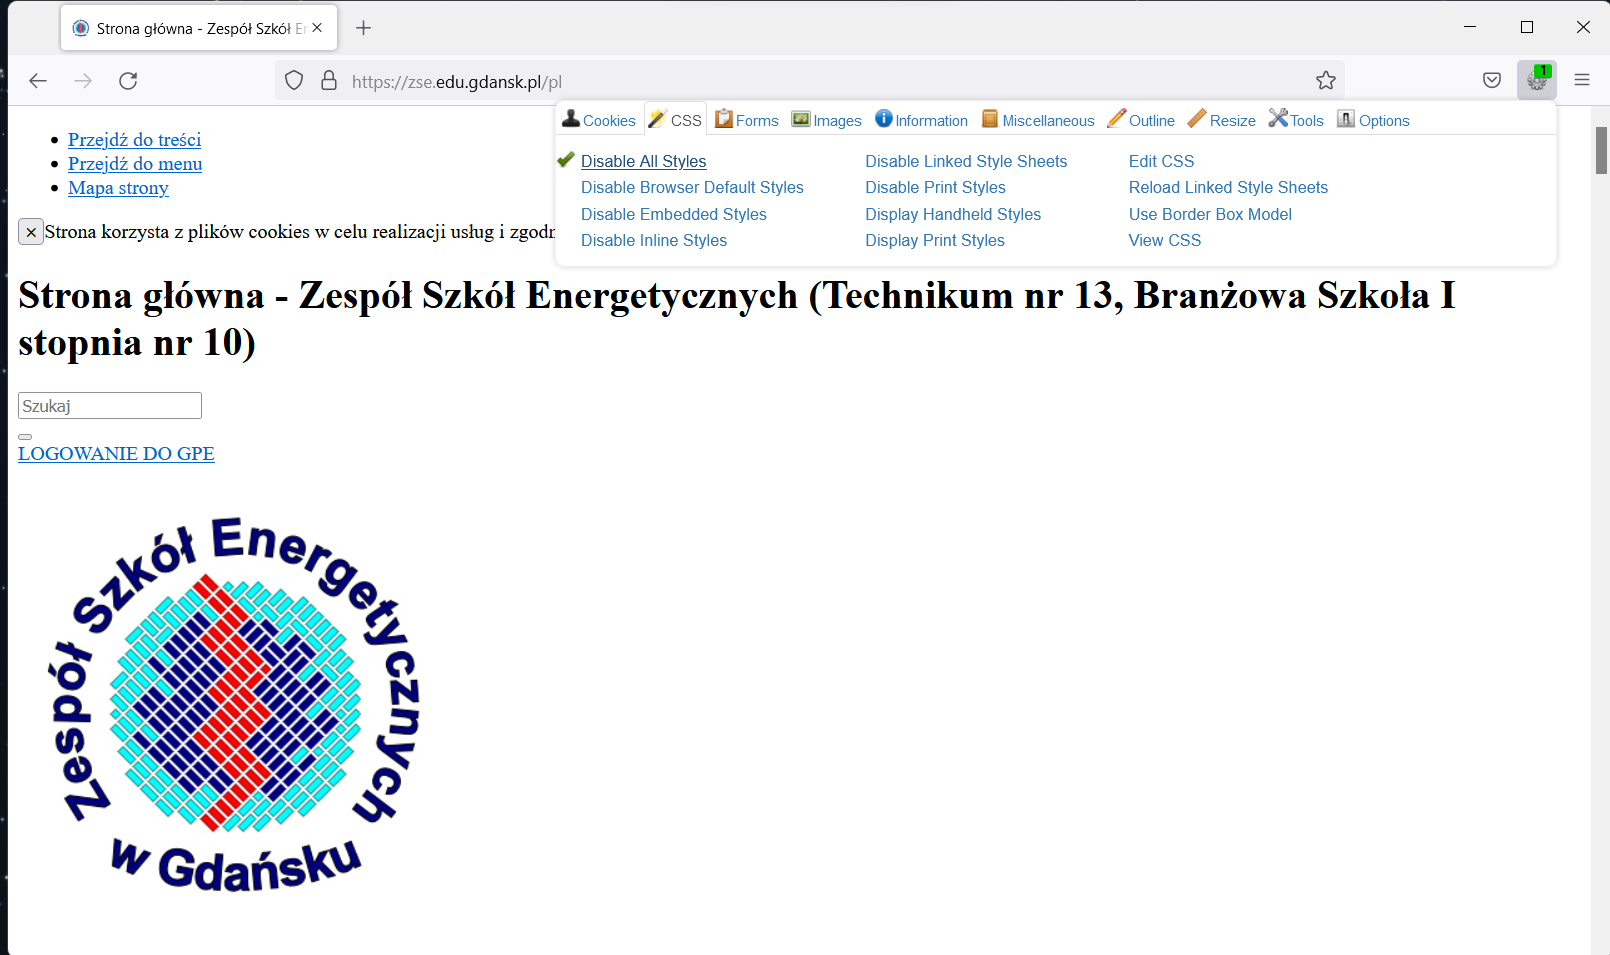 Strona główna - Zespół Szkół Er
https://zse.edu.gdansk.pl/pl
1
Cookies CSS Forms Images Information Miscellaneous Outline Resize Tools Options
Disable All Styles Disable Linked Style Sheets Edit CSS
Disable Browser Default Styles Disable Print Styles Reload Linked Style Sheets
Disable Embedded Styles Display Handheld Styles Use Border Box Model
Disable Inline Styles Display Print Styles View CSS
Przejdź do treści
Przejdź do menu
Mapa strony
×Strona korzysta z plików cookies w celu realizacji usług i zgodn
Strona główna - Zespół Szkół Energetycznych (Technikum nr 13, Branżowa Szkoła I
stopnia nr 10)
Szukaj
LOGOWANIE DO GPE
Zespół Szkół Energetycznych
w Gdańsku